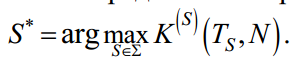 S* = arg max K^(S) (T_S, N).
S∈Σ